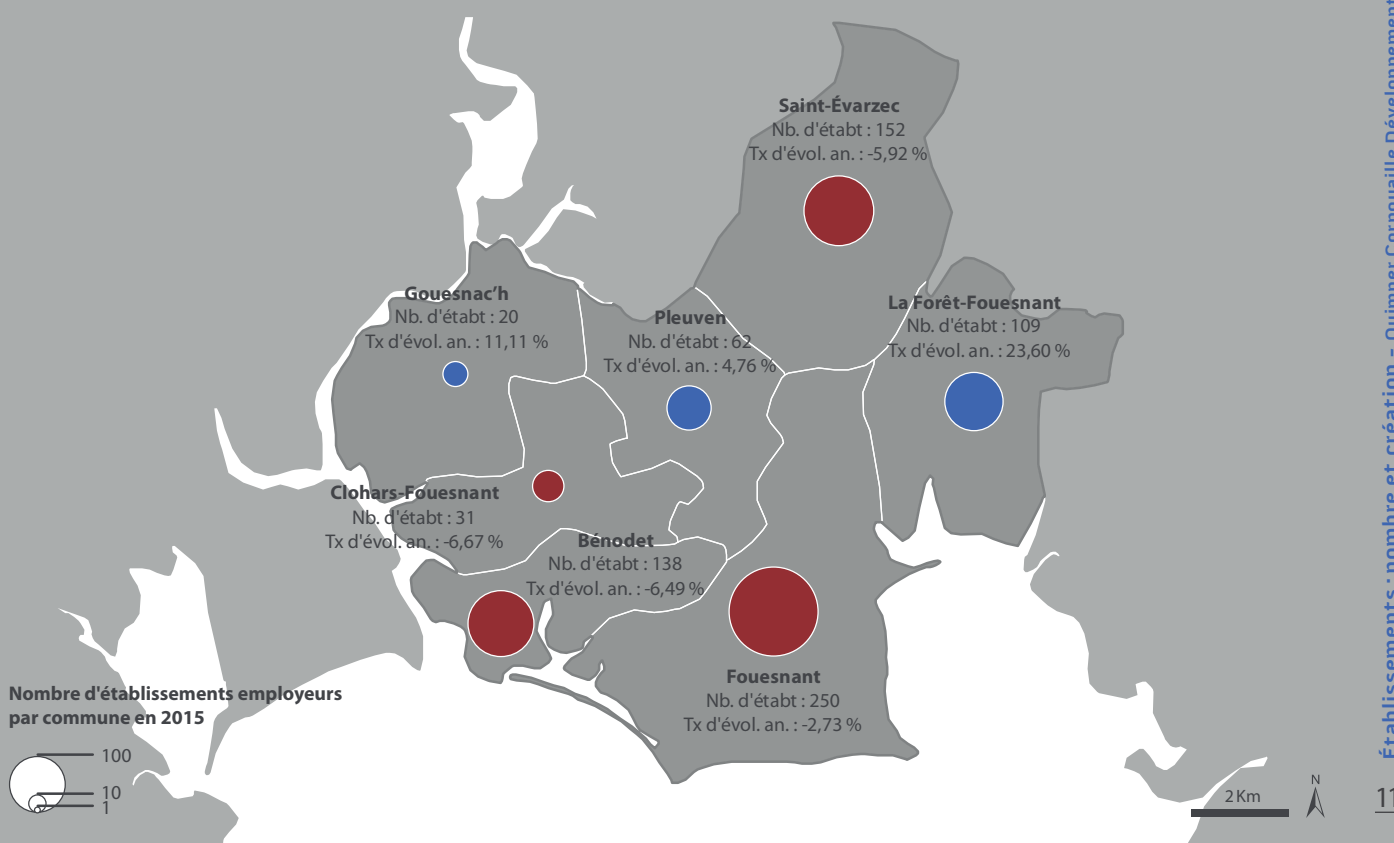 Saint-Évarzec
Nb. d'étabt : 152
Tx d'évol. an. : -5,92 %
Gouesnac’h
Nb. d'étabt : 20
Tx d'évol. an. : 11,11 %
Pleuven
Nb. d'étabt : 62
Tx d'évol. an. : 4,76 %
La Forêt-Fouesnant
Nb. d'étabt : 109
Tx d'évol. an. : 23,60 %
Clohars-Fouesnant
Nb. d'étabt : 31
Tx d'évol. an. : -6,67 %
Bénodet
Nb. d'étabt : 138
Tx d'évol. an. : -6,49 %
Fouesnant
Nb. d'étabt : 250
Tx d'évol. an. : -2,73 %
Nombre d'établissements employeurs
par commune en 2015
100
10
1
2 Km
N
Établissements : nombre et création - Quimper Cornouaille Développement
11